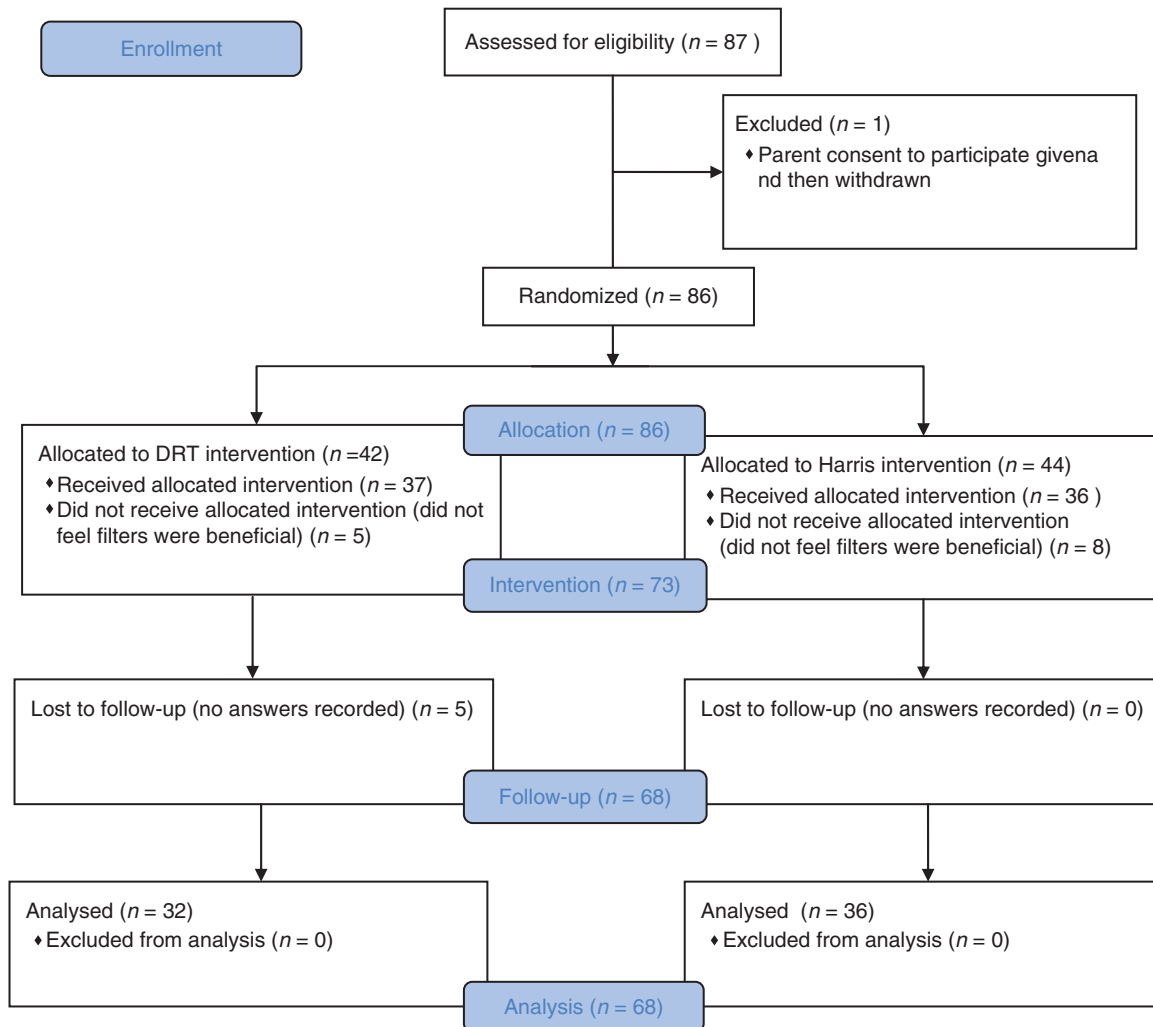 Enrollment
Assessed for eligibility (n = 87 )
Excluded (n = 1)
♦ Parent consent to participate givena
nd then withdrawn
Randomized (n = 86)
Allocation (n = 86)
Allocated to DRT intervention (n =42)
♦ Received allocated intervention (n = 37)
♦ Did not receive allocated intervention (did not
feel filters were beneficial) (n = 5)
Allocated to Harris intervention (n = 44)
♦ Received allocated intervention (n = 36 )
♦ Did not receive allocated intervention
(did not feel filters were beneficial) (n = 8)
Intervention (n = 73)
Lost to follow-up (no answers recorded) (n = 5)
Lost to follow-up (no answers recorded) (n = 0)
Follow-up (n = 68)
Analysed (n = 32)
♦ Excluded from analysis (n = 0)
Analysed (n = 36)
♦ Excluded from analysis (n = 0)
Analysis (n = 68)